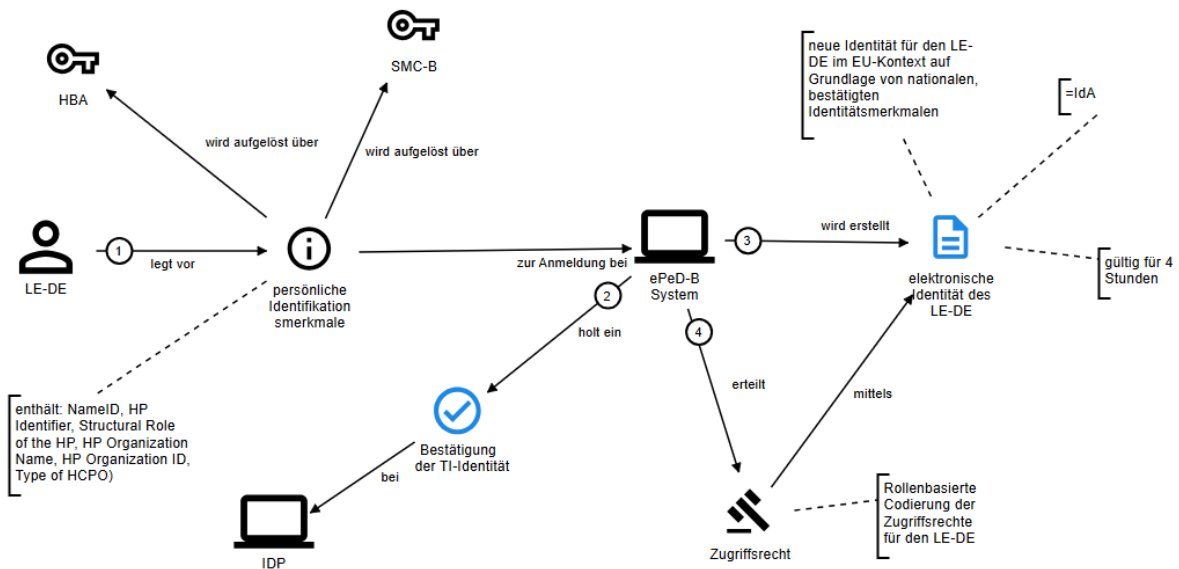 SMC-B
HBA
wird aufgelöst über
wird aufgelöst über
neue Identität für den LE-
DE im EU-Kontext auf
Grundlage von nationalen,
bestätigten
Identitätsmerkmalen
=IdA
1
legt vor
LE-DE
persönliche
Identifikation
smerkmale
zur Anmeldung bei
ePeD-B
System
3
wird erstellt
elektronische
Identität des
LE-DE
gültig für 4
Stunden
2
holt ein
4
erteilt
mittels
enthält: NameID, HP
Identifier, Structural Role
of the HP, HP Organization
Name, HP Organization ID,
Type of HCPO)
Bestätigung
der TI-Identität
bei
IDP
Zugriffsrecht
Rollenbasierte
Codierung der
Zugriffsrechte
für den LE-DE